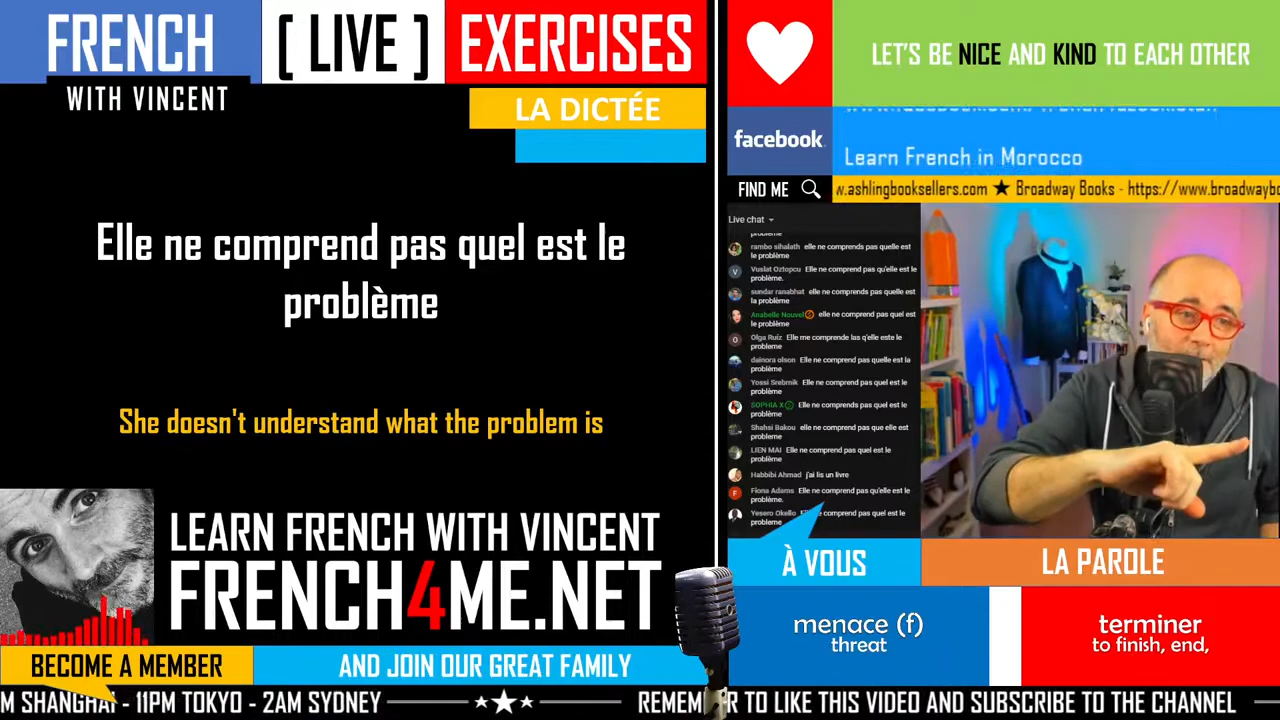 FRENCH
WITH VINCENT
[ LIVE ]
EXERCISES
LA DICTÉE
Elle ne comprend pas quel est le
problème
She doesn't understand what the problem is
LEARN FRENCH WITH VINCENT
FRENCH4ME.NET
BECOME A MEMBER
AND JOIN OUR GREAT FAMILY
LET'S BE NICE AND KIND TO EACH OTHER
facebook
Learn French in Morocco
FIND ME
w.ashlingbooksellers.com ★ Broadway Books - https://www.broadwaybo
Live chat
problème
rambo sihalath elle ne comprends pas quelle est
le problème
Vuslat Oztopcu Elle ne comprend pas qu'elle est le
problème.
sundar ranabhat elle ne comprends pas quelle est
la problème
Anabelle Nouvel elle ne comprend pas quel est
le problème
Olga Ruiz Elle me comprende las q'elle este le
probleme
dainora olson Elle ne comprend pas quelle est la
problème
Yossi Srebrnik Elle ne comprend pas quel est le
problème
SOPHIA X Elle ne comprends pas quel est le
problème
Shahsi Bakou elle ne comprend pas que elle est
le problème
LIEN MAI Elle ne comprend pas quel est le
problème
Habbibi Ahmad j'ai lis un livre
Fiona Adams Elle ne comprend pas qu'elle est le
problème.
Yesero Okello comprend pas quel est le
problème
À VOUS
LA PAROLE
menace (f)
threat
terminer
to finish, end,
M SHANGHAI - 11PM TOKYO - 2AM SYDNEY ★ REMEMBER TO LIKE THIS VIDEO AND SUBSCRIBE TO THE CHANNEL